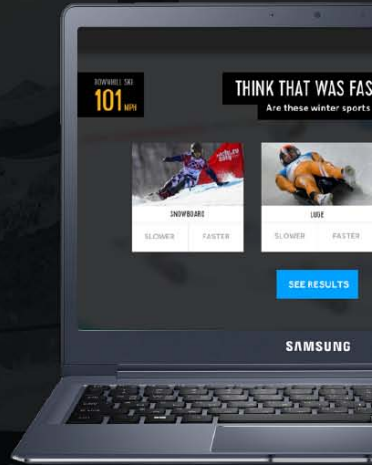 DOWNHILL SKI
101 MPH
THINK THAT WAS FAS
Are these winter sports
SNOWBOARD
LUGE
SLOWER
FASTER
SLOWER
FASTER
SEE RESULTS
SAMSUNG